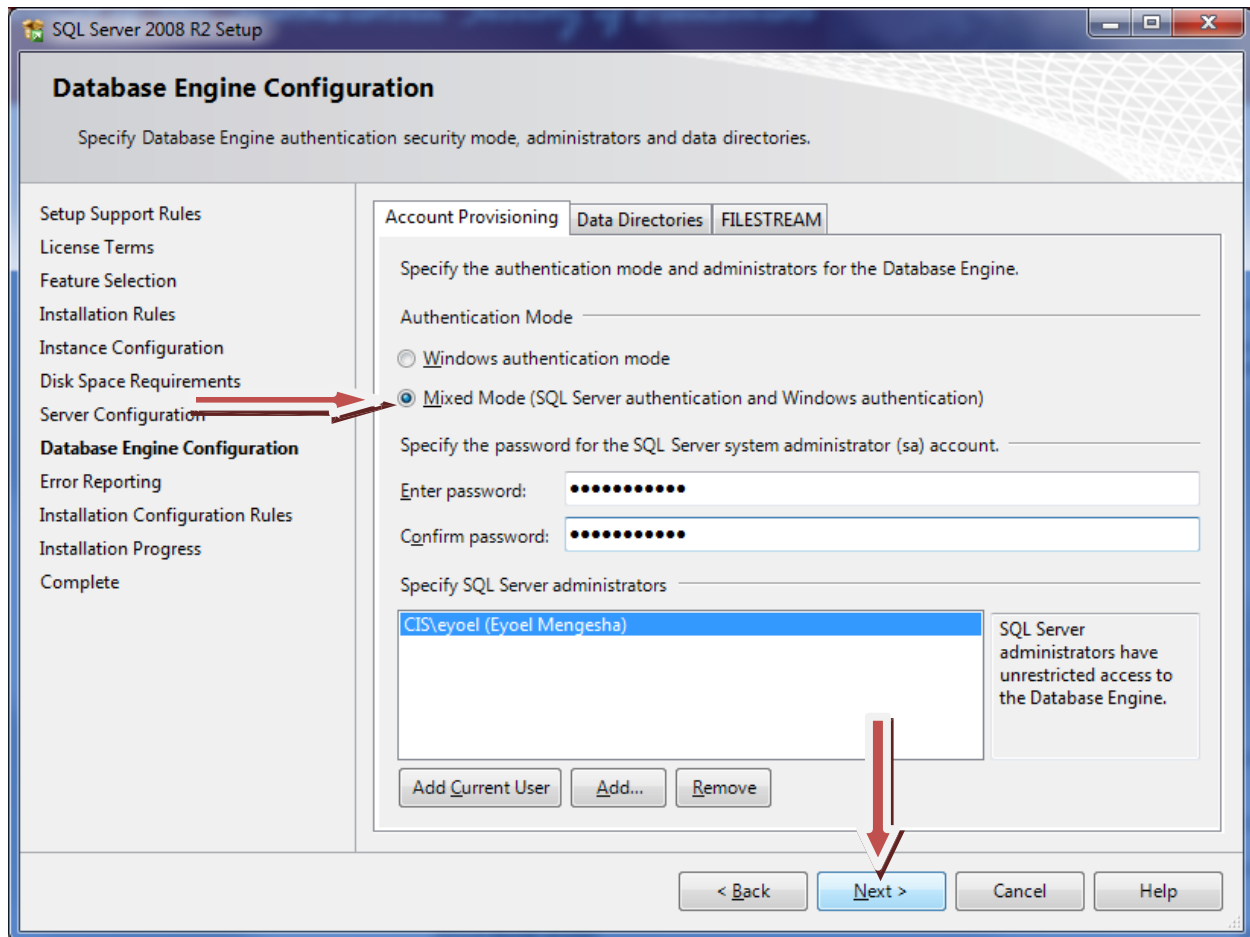 SQL Server 2008 R2 Setup
Database Engine Configuration
Specify Database Engine authentication security mode, administrators and data directories.
Setup Support Rules
License Terms
Feature Selection
Installation Rules
Instance Configuration
Disk Space Requirements
Server Configuration
Database Engine Configuration
Error Reporting
Installation Configuration Rules
Installation Progress
Complete
Account Provisioning
Data Directories
FILESTREAM
Specify the authentication mode and administrators for the Database Engine.
Authentication Mode
Windows authentication mode
Mixed Mode (SQL Server authentication and Windows authentication)
Specify the password for the SQL Server system administrator (sa) account.
Enter password: ●●●●●●●●●●●
Confirm password: ●●●●●●●●●●●
Specify SQL Server administrators
CIS\eyoel (Eyoel Mengesha)
SQL Server
administrators have
unrestricted access to
the Database Engine.
Add Current User
Add...
Remove
< Back
Next >
Cancel
Help